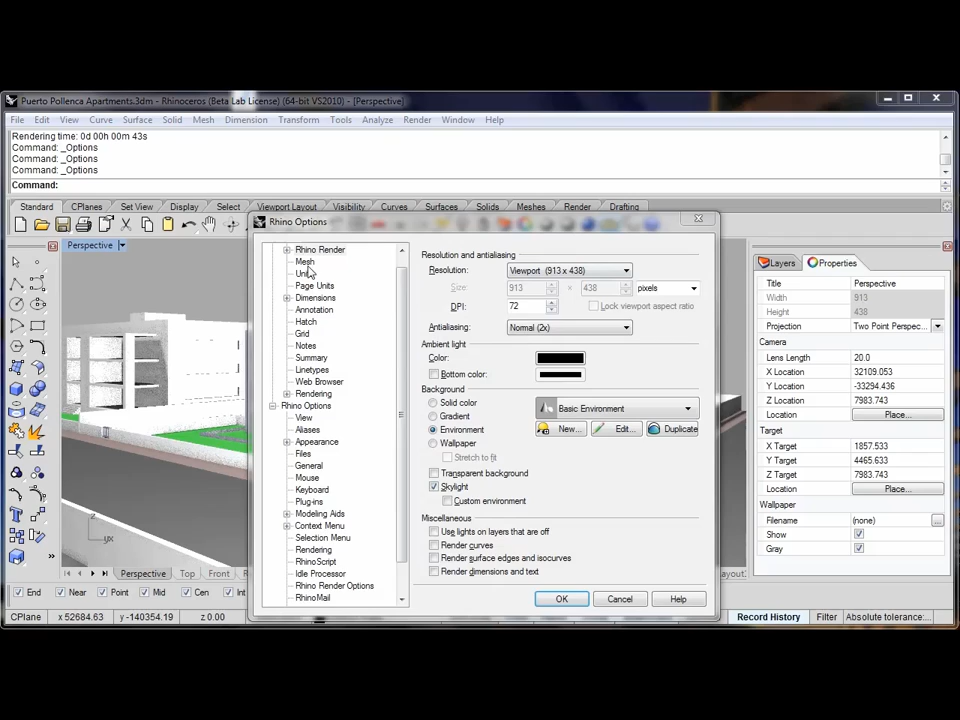 Puerto Pollenca Apartments.3dm - Rhinoceros (Beta Lab License) (64-bit VS2010) - [Perspective]
File Edit View Curve Surface Solid Mesh Dimension Transform Tools Analyze Render Window Help
Rendering time: 0d 00h 00m 43s
Command: _Options
Command: _Options
Command: _Options
Command:
Standard CPlanes Set View Display Select Viewport Layout Visibility Curves Surfaces Solids Meshes Render Drafting
Perspective
Rhino Options
Rhino Render
Mesh
Page Units
Dimensions
Annotation
Hatch
Grid
Notes
Summary
Linetypes
Web Browser
Rendering
Rhino Options
View
Aliases
Appearance
Files
General
Mouse
Keyboard
Plug-ins
Modeling Aids
Context Menu
Selection Menu
Rendering
RhinoScript
Idle Processor
Rhino Render Options
RhinoMail
Resolution and antialiasing
Resolution: Viewport (913 x 438)
Size: 913 × 438 pixels
DPI: 72 Lock viewport aspect ratio
Antialiasing: Normal (2x)
Ambient light
Color:
Bottom color:
Background
Solid color
Gradient
Environment
Wallpaper
Basic Environment
New... Edit... Duplicate
Stretch to fit
Transparent background
Skylight
Custom environment
Miscellaneous
Use lights on layers that are off
Render curves
Render surface edges and isocurves
Render dimensions and text
OK Cancel Help
Layers Properties
Title Perspective
Width 913
Height 438
Projection Two Point Perspec...
Camera
Lens Length 20.0
X Location 32109.053
Y Location -33294.436
Z Location 7983.743
Location Place...
Target
X Target 1857.533
Y Target 4465.633
Z Target 7983.743
Location Place...
Wallpaper
Filename (none) ...
Show
Gray
z
y x
Perspective Top Front
End Near Point Mid Cen Int
CPlane x 52684.63 y -140354.19 z 0.00
Record History Filter Absolute tolerance:...